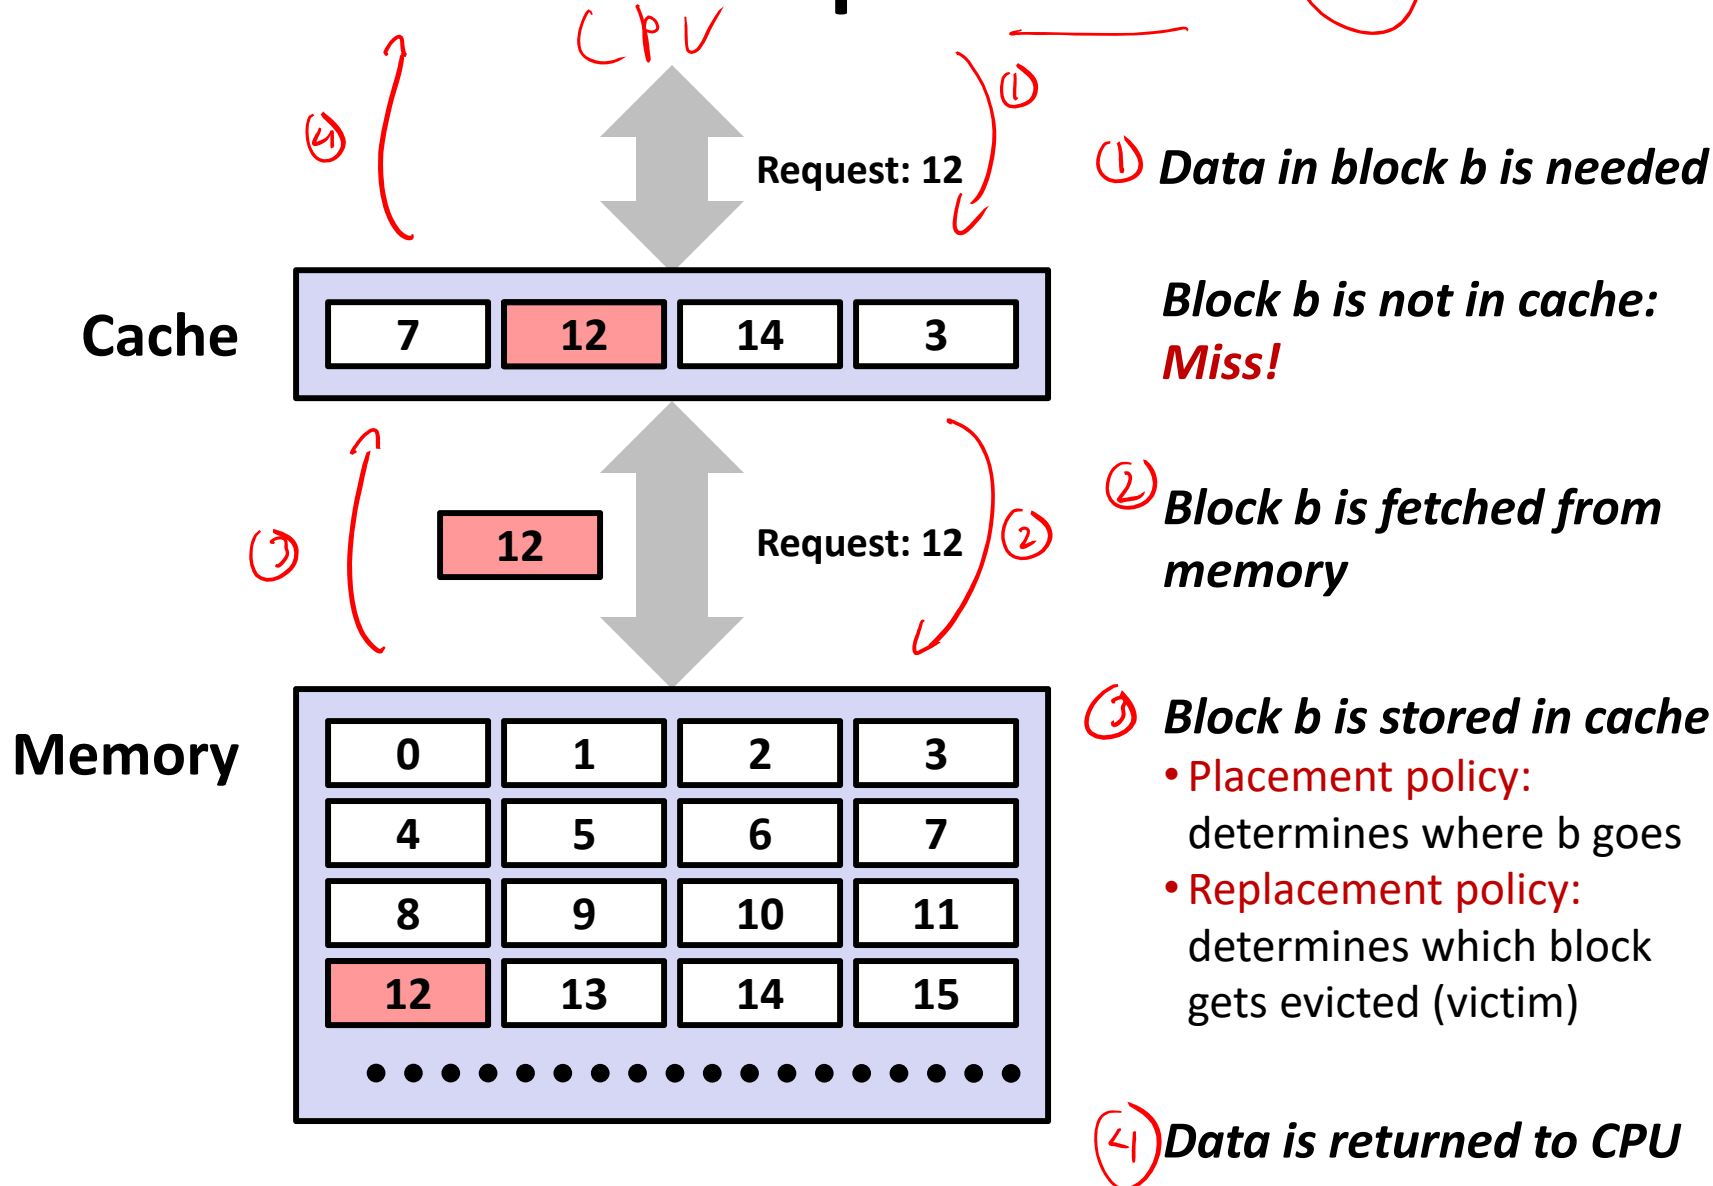 CPU
④
①
Request: 12
① Data in block b is needed
Cache
7 12 14 3
Block b is not in cache:
Miss!
③
12
Request: 12
②
② Block b is fetched from
memory
Memory
0 1 2 3
4 5 6 7
8 9 10 11
12 13 14 15
③ Block b is stored in cache
• Placement policy:
determines where b goes
• Replacement policy:
determines which block
gets evicted (victim)
④ Data is returned to CPU